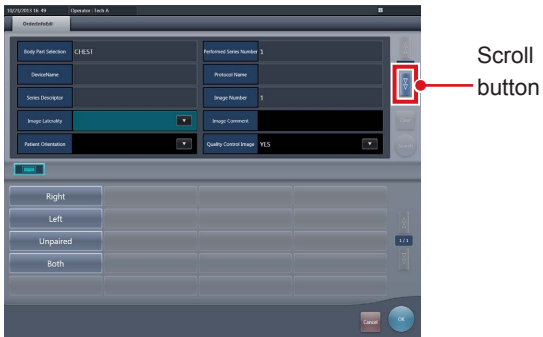 10/21/2013 16:49 Operator : Tech A
OrderInfoEdit
Body Part Selection CHEST Performed Series Number 1
DeviceName Protocol Name
Series Descriptor Image Number 1
Image Laterality Image Comment
Patient Orientation Quality Control Image YES
Scroll
button
Right
Left
Unpaired
Both
1/1
Cancel OK